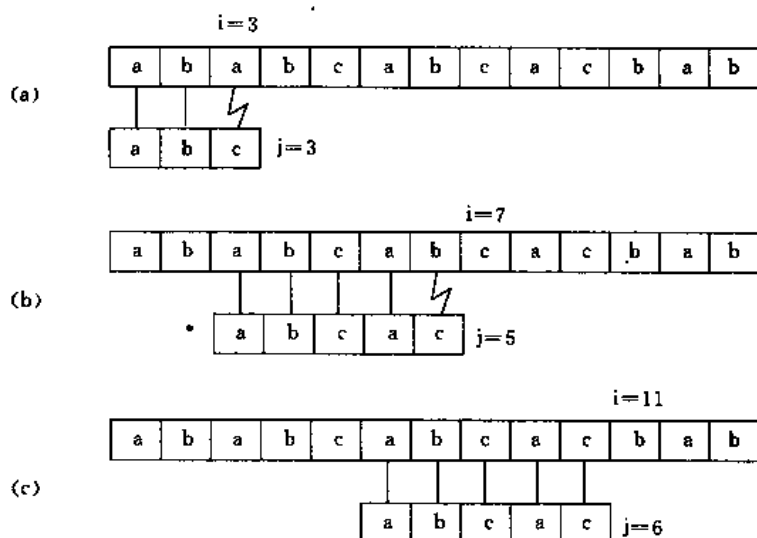 i=3
a b a b c a b c a c b a b
(a)
a b c j=3
i=7
a b a b c a b c a c b a b
(b)
a b c a c j=5
i=11
a b a b c a b c a c b a b
(c)
a b c a c j=6